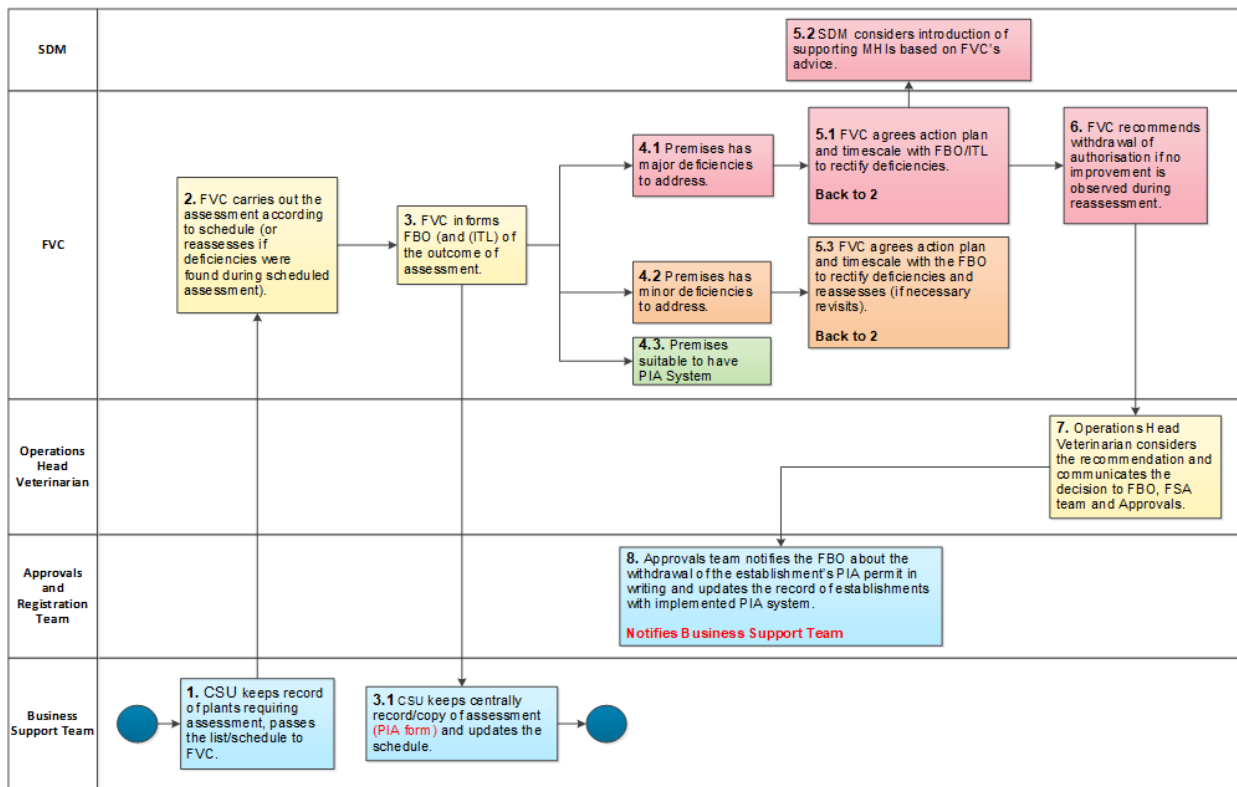 SDM
5.2 SDM considers introduction of
supporting MHIs based on FVC's
advice.
FVC
2. FVC carries out the
assessment according
to schedule (or
reassesses if
deficiencies were
found during scheduled
assessment).
3. FVC informs
FBO (and (ITL) of
the outcome of
assessment.
4.1 Premises has
major deficiencies
to address.
5.1 FVC agrees action plan
and timescale with FBO/ITL
to rectify deficiencies.
Back to 2
6. FVC recommends
withdrawal of
authorisation if no
improvement is
observed during
reassessment.
4.2 Premises has
minor deficiencies
to address.
5.3 FVC agrees action plan
and timescale with the FBO
to rectify deficiencies and
reassesses (if necessary
revisits).
Back to 2
4.3. Premises
suitable to have
PIA System
Operations
Head
Veterinarian
7. Operations Head
Veterinarian considers
the recommendation and
communicates the
decision to FBO, FSA
team and Approvals.
Approvals
and
Registration
Team
8. Approvals team notifies the FBO about the
withdrawal of the establishment's PIA permit in
writing and updates the record of establishments
with implemented PIA system.
Notifies Business Support Team
Business
Support Team
1. CSU keeps record
of plants requiring
assessment, passes
the list/schedule to
FVC.
3.1 CSU keeps centrally
record/copy of assessment
(PIA form) and updates the
schedule.